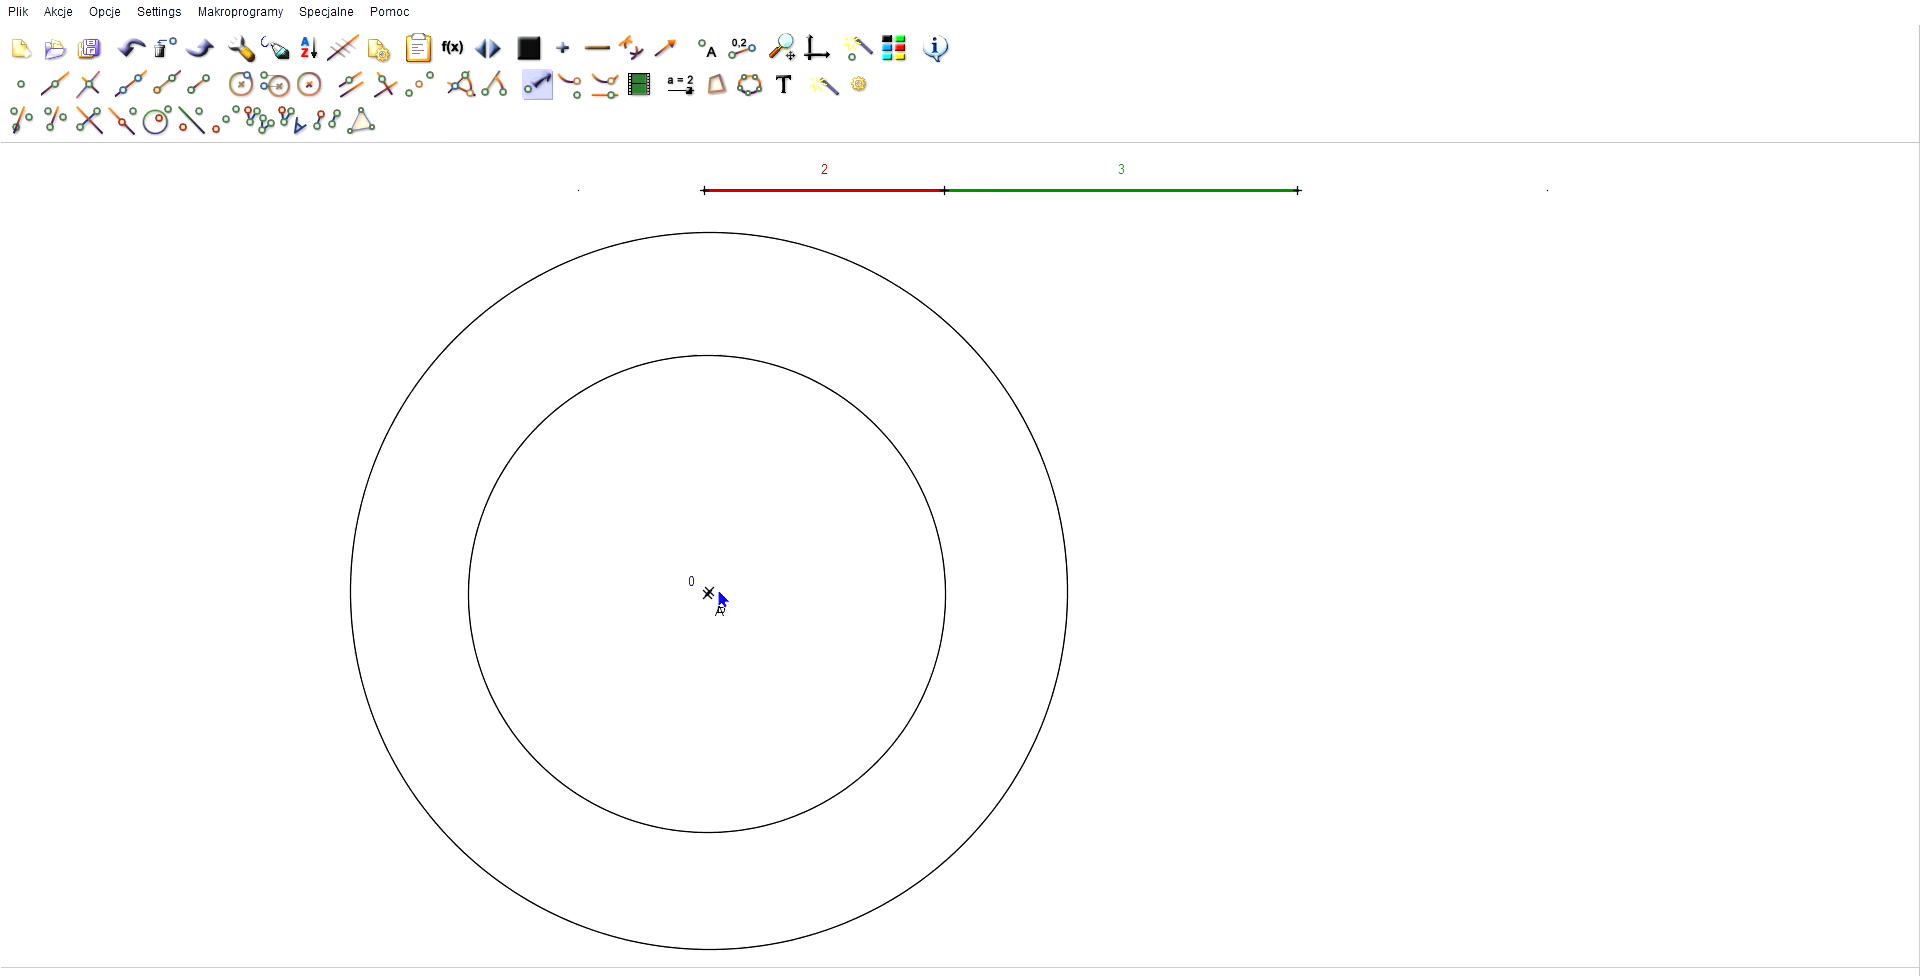 Plik Akcje Opcje Settings Makroprogramy Specjalne Pomoc
A Z f(x) A 0,2 i
a = 2 T
2 3
0